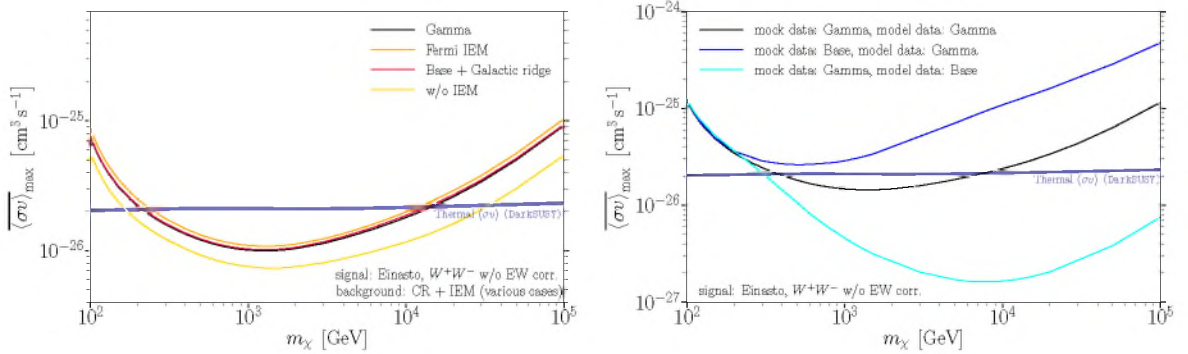 Gamma
Fermi IEM
Base + Galactic ridge
w/o IEM
10^{-25}
10^{-26}
\overline{⟨σv⟩}_{max} [cm³ s⁻¹]
Thermal ⟨σv⟩ (DarkSUSY)
signal: Einasto, W⁺W⁻ w/o EW corr.
background: CR + IEM (various cases)
10² 10³ 10⁴ 10⁵
m_χ [GeV]
10^{-24}
10^{-25}
10^{-26}
10^{-27}
\overline{⟨σv⟩}_{max} [cm³ s⁻¹]
mock data: Gamma, model data: Gamma
mock data: Base, model data: Gamma
mock data: Gamma, model data: Base
Thermal ⟨σv⟩ (DarkSUSY)
signal: Einasto, W⁺W⁻ w/o EW corr.
10² 10³ 10⁴ 10⁵
m_χ [GeV]